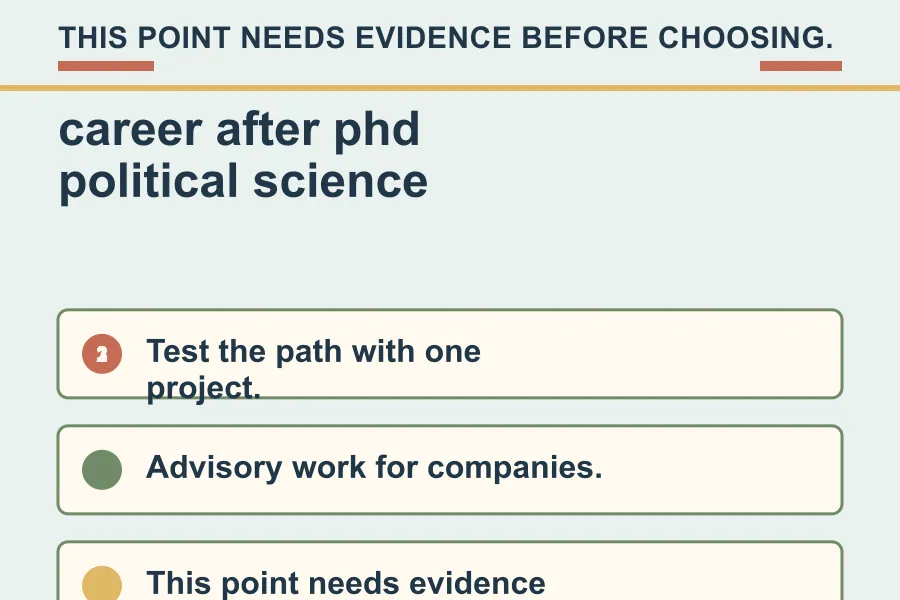 THIS POINT NEEDS EVIDENCE BEFORE CHOOSING.
career after phd
political science
Test the path with one
project.
Advisory work for companies.
This point needs evidence